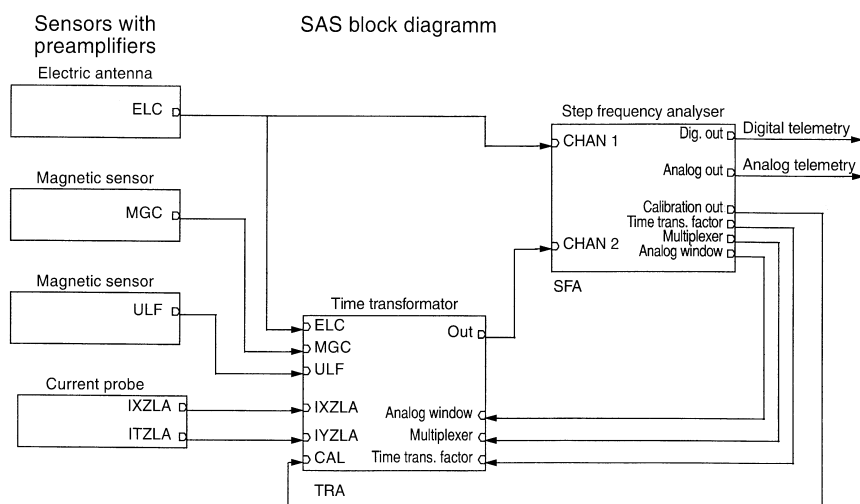 Sensors with
preamplifiers
SAS block diagramm
Electric antenna
ELC
Magnetic sensor
MGC
Magnetic sensor
ULF
Current probe
IXZLA
ITZLA
Time transformator
ELC
MGC
ULF
IXZLA
IYZLA
CAL
Out
Analog window
Multiplexer
Time trans. factor
TRA
Step frequency analyser
CHAN 1
CHAN 2
Dig. out
Analog out
Calibration out
Time trans. factor
Multiplexer
Analog window
SFA
Digital telemetry
Analog telemetry